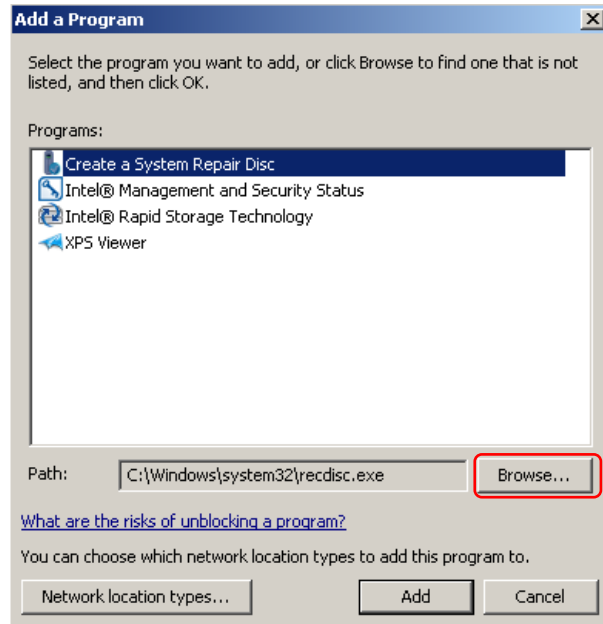 Add a Program
Select the program you want to add, or click Browse to find one that is not
listed, and then click OK.
Programs:
Create a System Repair Disc
Intel® Management and Security Status
Intel® Rapid Storage Technology
XPS Viewer
Path:
C:\Windows\system32\recdisc.exe
Browse...
What are the risks of unblocking a program?
You can choose which network location types to add this program to.
Network location types...
Add
Cancel